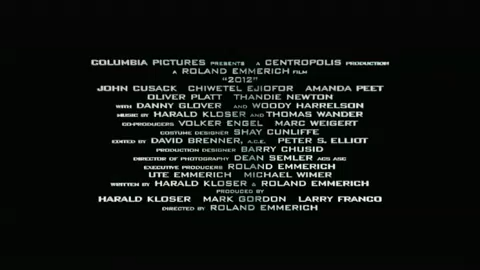 COLUMBIA PICTURES PRESENTS A CENTROPOLIS PRODUCTION
A ROLAND EMMERICH FILM
"2012"
JOHN CUSACK CHIWETEL EJIOFOR AMANDA PEET
OLIVER PLATT THANDIE NEWTON
WITH DANNY GLOVER AND WOODY HARRELSON
MUSIC BY HARALD KLOSER AND THOMAS WANDER
CO-PRODUCERS VOLKER ENGEL MARC WEIGERT
COSTUME DESIGNER SHAY CUNLIFFE
EDITED BY DAVID BRENNER, A.C.E. PETER S. ELLIOT
PRODUCTION DESIGNER BARRY CHUSID
DIRECTOR OF PHOTOGRAPHY DEAN SEMLER ACS ASC
EXECUTIVE PRODUCERS ROLAND EMMERICH
UTE EMMERICH MICHAEL WIMER
WRITTEN BY HARALD KLOSER & ROLAND EMMERICH
PRODUCED BY
HARALD KLOSER MARK GORDON LARRY FRANCO
DIRECTED BY ROLAND EMMERICH